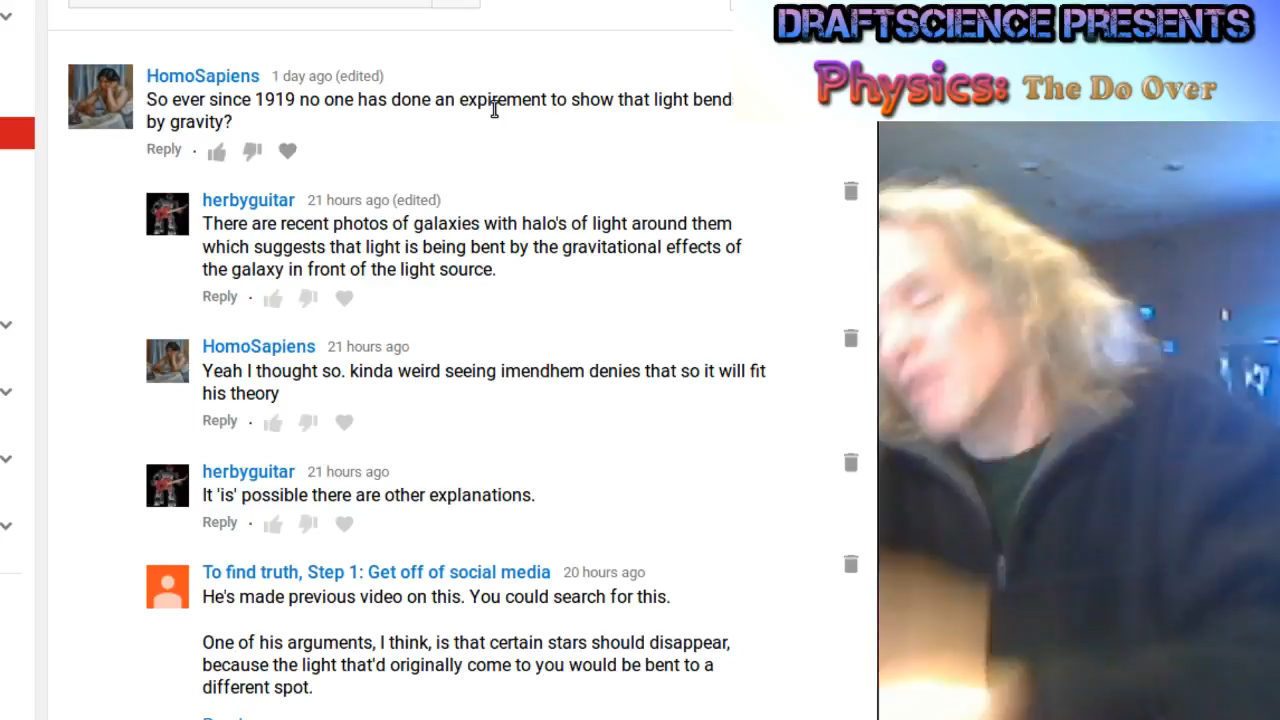 DRAFTSCIENCE PRESENTS
Physics: The Do Over
HomoSapiens 1 day ago (edited)
So ever since 1919 no one has done an expirement to show that light bends
by gravity?
Reply
herbyguitar 21 hours ago (edited)
There are recent photos of galaxies with halo's of light around them
which suggests that light is being bent by the gravitational effects of
the galaxy in front of the light source.
Reply
HomoSapiens 21 hours ago
Yeah I thought so. kinda weird seeing imendhem denies that so it will fit
his theory
Reply
herbyguitar 21 hours ago
It 'is' possible there are other explanations.
Reply
To find truth, Step 1: Get off of social media 20 hours ago
He's made previous video on this. You could search for this.
One of his arguments, I think, is that certain stars should disappear,
because the light that'd originally come to you would be bent to a
different spot.